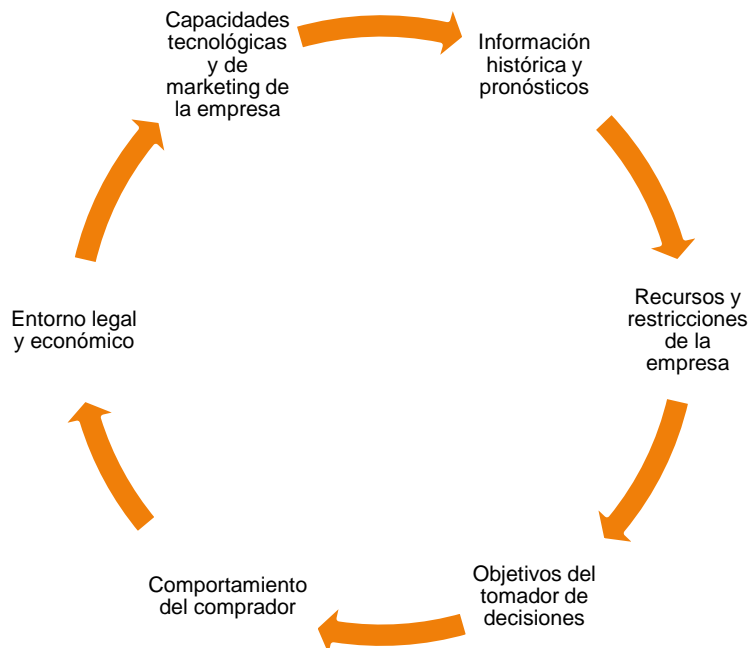 Capacidades
tecnológicas
y de
marketing de
la empresa
Información
histórica y
pronósticos
Recursos y
restricciones
de la
empresa
Objetivos del
tomador de
decisiones
Comportamiento
del comprador
Entorno legal
y económico